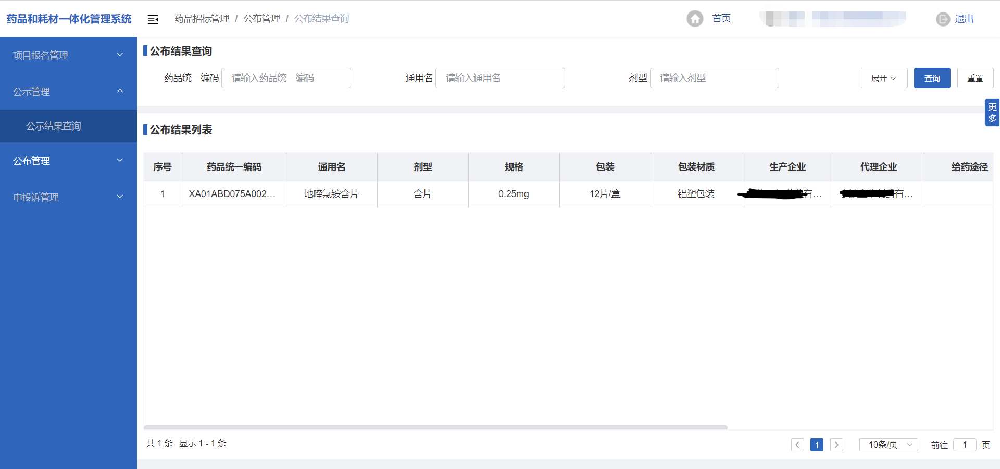 药品和耗材一体化管理系统
药品招标管理 / 公布管理 / 公布结果查询
首页
退出
项目报名管理
公示管理
公示结果查询
公布管理
申投诉管理
公布结果查询
药品统一编码 请输入药品统一编码 通用名 请输入通用名 剂型 请输入剂型 展开 查询 重置
更多
公布结果列表
序号 药品统一编码 通用名 剂型 规格 包装 包装材质 生产企业 代理企业 给药途径
1 XA01ABD075A002... 地喹氯铵含片 含片 0.25mg 12片/盒 铝塑包装 有... 有...
共 1 条 显示 1 - 1 条
1 10条/页 前往 1 页